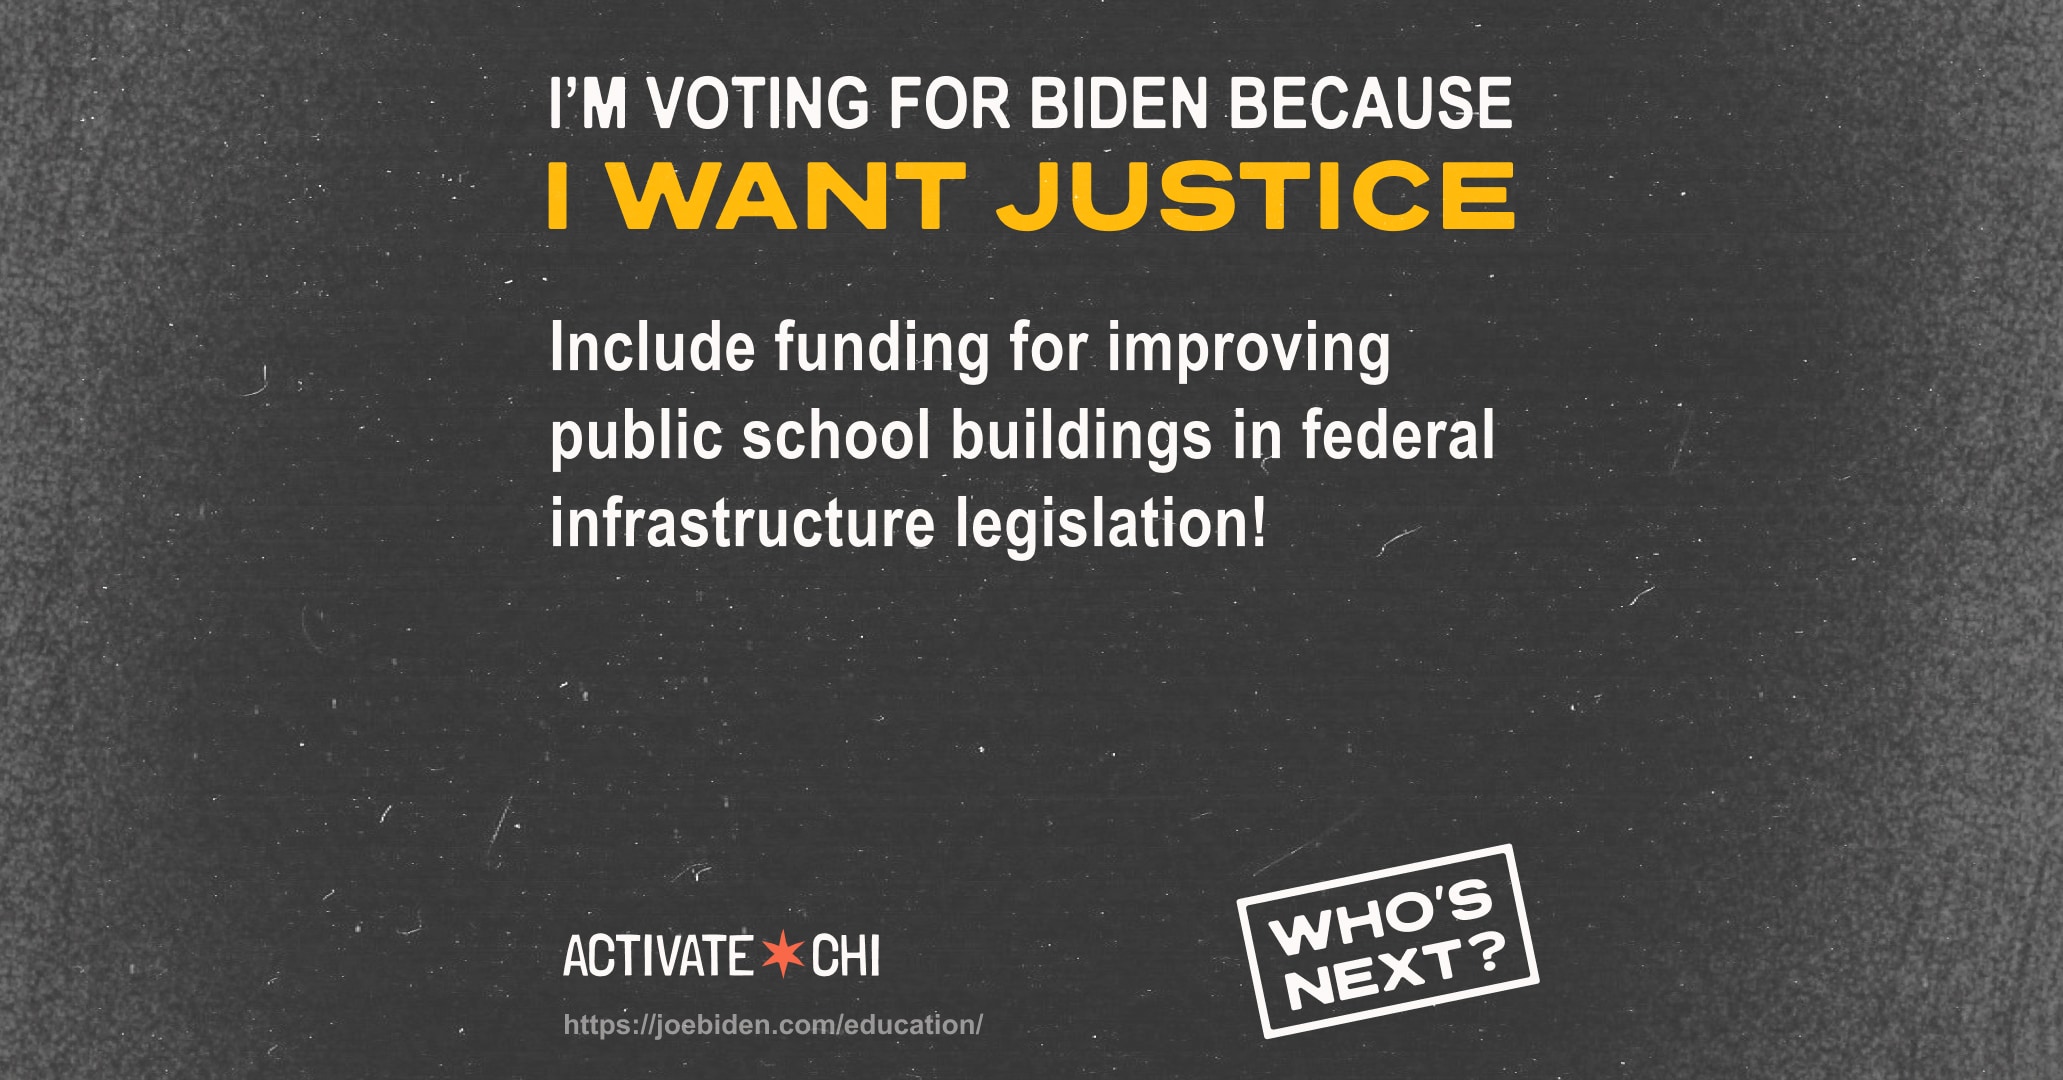 I’M VOTING FOR BIDEN BECAUSE
I WANT JUSTICE
Include funding for improving
public school buildings in federal
infrastructure legislation!
ACTIVATE CHI
https://joebiden.com/education/
WHO'S
NEXT?